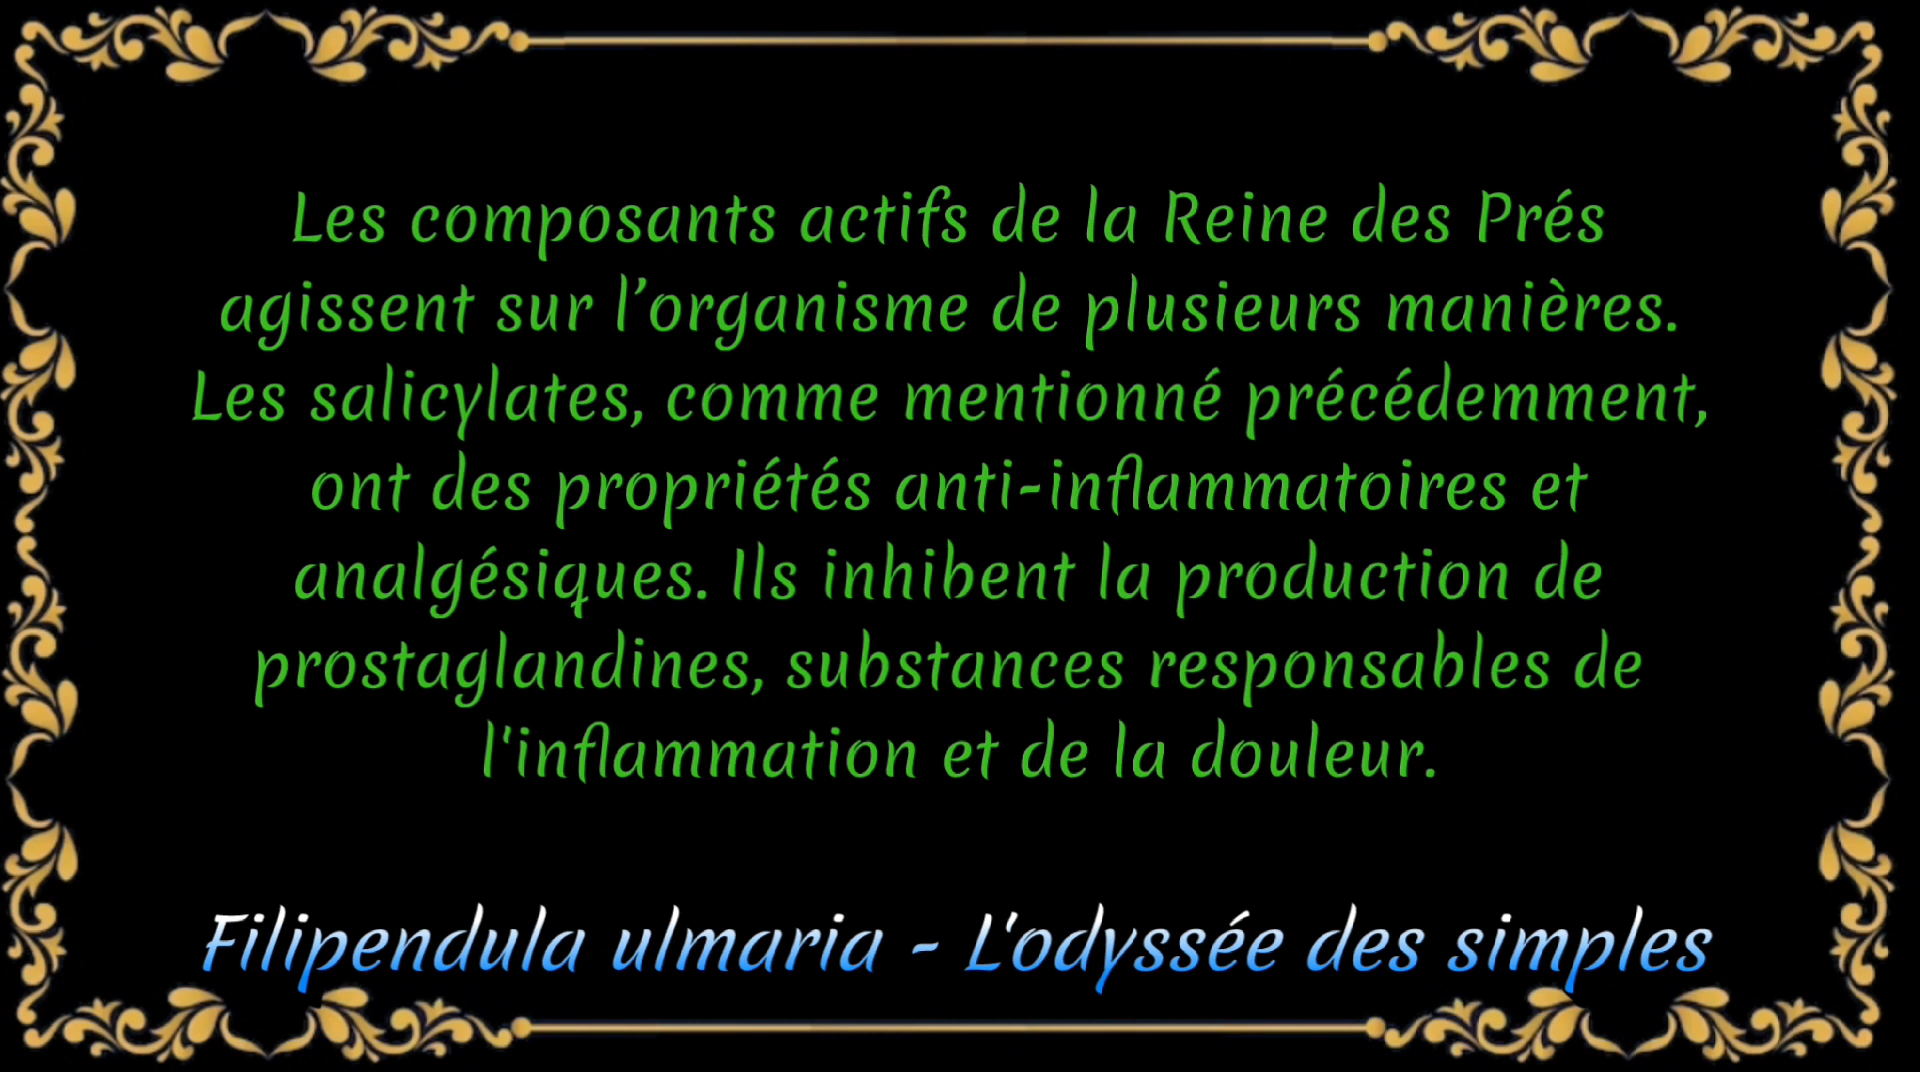 Les composants actifs de la Reine des Prés
agissent sur l’organisme de plusieurs manières.
Les salicylates, comme mentionné précédemment,
ont des propriétés anti-inflammatoires et
analgésiques. Ils inhibent la production de
prostaglandines, substances responsables de
l'inflammation et de la douleur.
Filipendula ulmaria - L'odyssée des simples